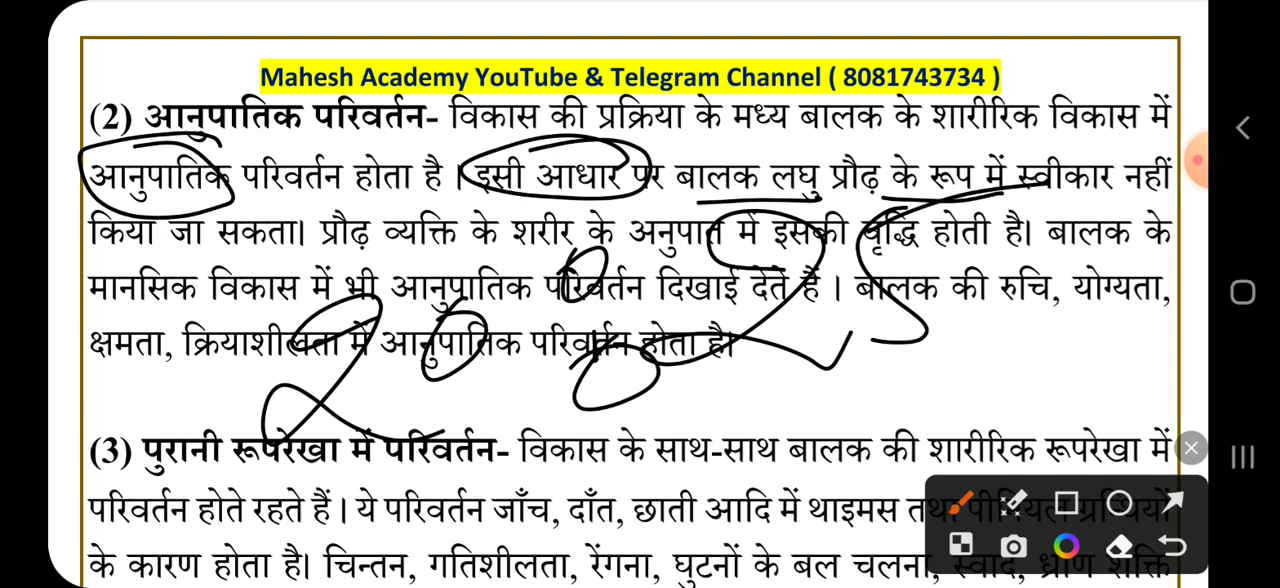 Mahesh Academy YouTube & Telegram Channel ( 8081743734 )
(2) आनुपातिक परिवर्तन- विकास की प्रक्रिया के मध्य बालक के शारीरिक विकास में
आनुपातिक परिवर्तन होता है। इसी आधार पर बालक लघु प्रौढ़ के रूप में स्वीकार नहीं
किया जा सकता। प्रौढ़ व्यक्ति के शरीर के अनुपात में इसकी वृद्धि होती है। बालक के
मानसिक विकास में भी आनुपातिक परिवर्तन दिखाई देते हैं। बालक की रुचि, योग्यता,
क्षमता, क्रियाशीलता में आनुपातिक परिवर्तन होता है।
(3) पुरानी रूपरेखा में परिवर्तन- विकास के साथ-साथ बालक की शारीरिक रूपरेखा में
परिवर्तन होते रहते हैं। ये परिवर्तन जाँच, दाँत, छाती आदि में थाइमस तथा पीनियल ग्रन्थियों
के कारण होता है। चिन्तन, गतिशीलता, रेंगना, घुटनों के बल चलना, स्वाद, घ्राण शक्ति